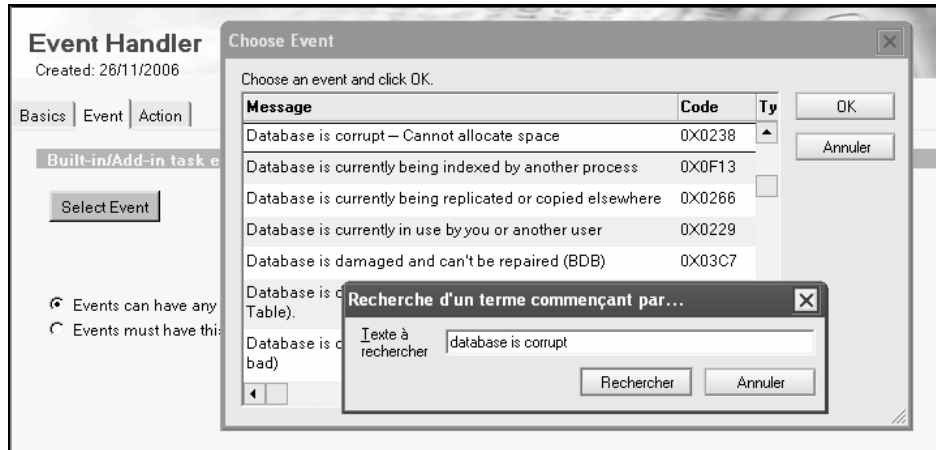 Event Handler
Created: 26/11/2006
Basics Event Action
Built-in/Add-in task e
Select Event
Events can have any
Events must have this
Choose Event
Choose an event and click OK.
Message Code Ty
Database is corrupt – Cannot allocate space 0X0238
Database is currently being indexed by another process 0X0F13
Database is currently being replicated or copied elsewhere 0X0266
Database is currently in use by you or another user 0X0229
Database is damaged and can't be repaired (BDB) 0X03C7
Database is d
Table).
Database is c
bad)
OK
Annuler
Recherche d'un terme commençant par...
Texte à
rechercher
database is corrupt
Rechercher Annuler